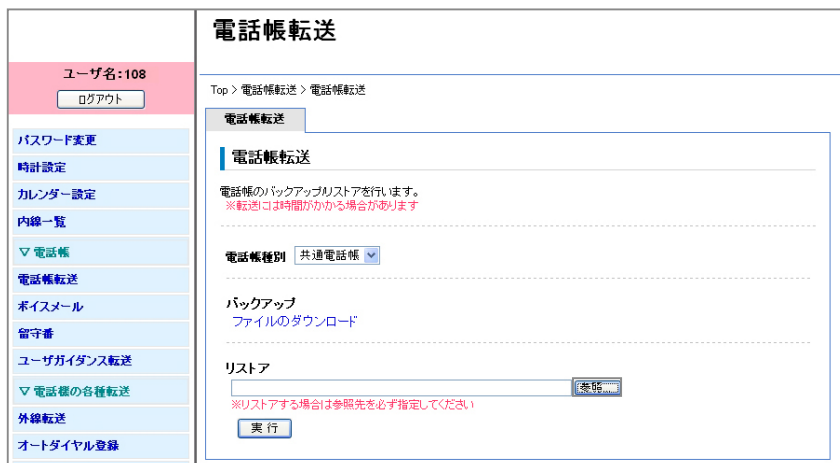 電話帳転送
ユーザ名:108
ログアウト
パスワード変更
時計設定
カレンダー設定
内線一覧
▽ 電話帳
電話帳転送
ボイスメール
留守番
ユーザガイダンス転送
▽ 電話機の各種転送
外線転送
オートダイヤル登録
Top > 電話帳転送 > 電話帳転送
電話帳転送
電話帳転送
電話帳のバックアップ/リストアを行います。
※転送には時間がかかる場合があります
電話帳種別 共通電話帳
バックアップ
ファイルのダウンロード
リストア
参照...
※リストアする場合は参照先を必ず指定してください
実行